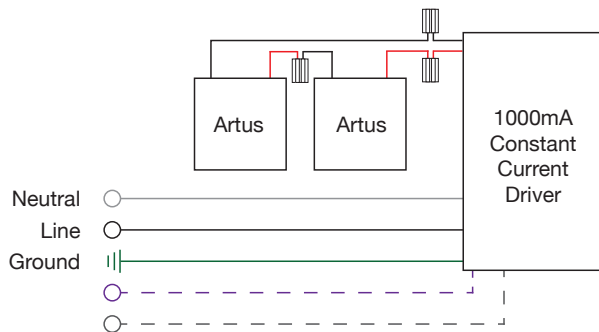 Artus
Artus
1000mA
Constant
Current
Driver
Neutral
Line
Ground